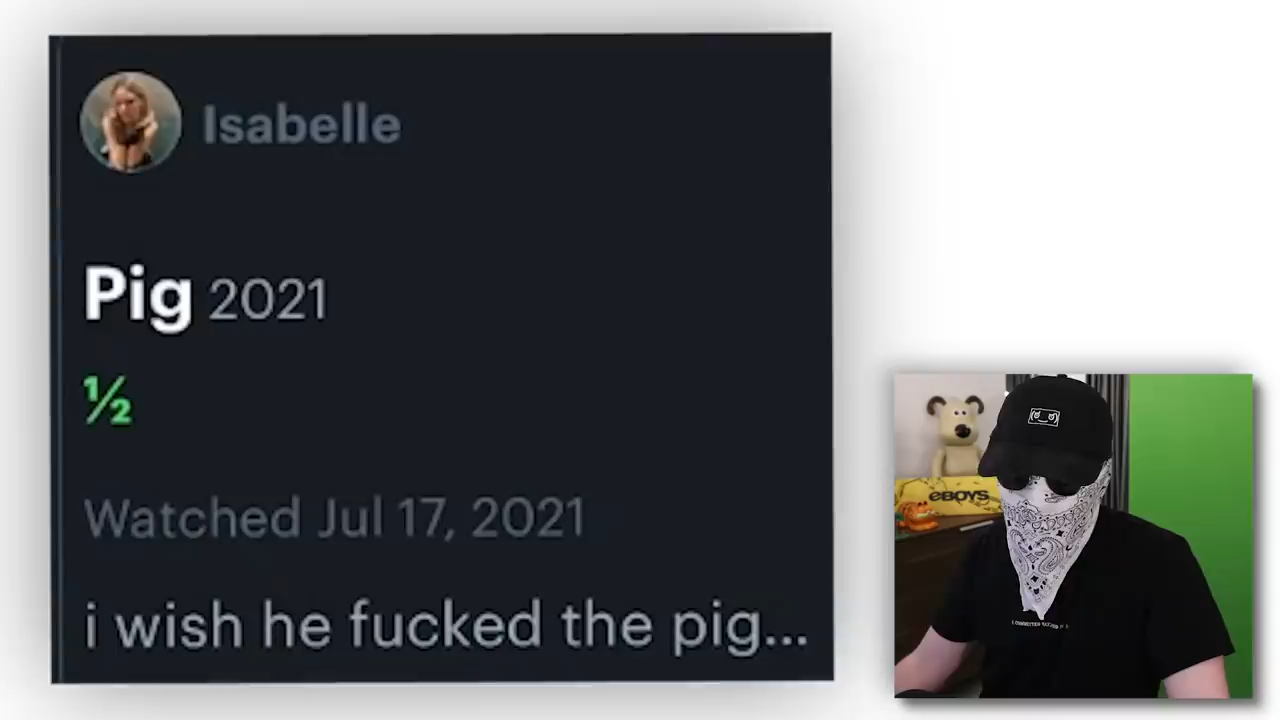 Isabelle
Pig 2021
½
Watched Jul 17, 2021
i wish he fucked the pig...
eBOYS